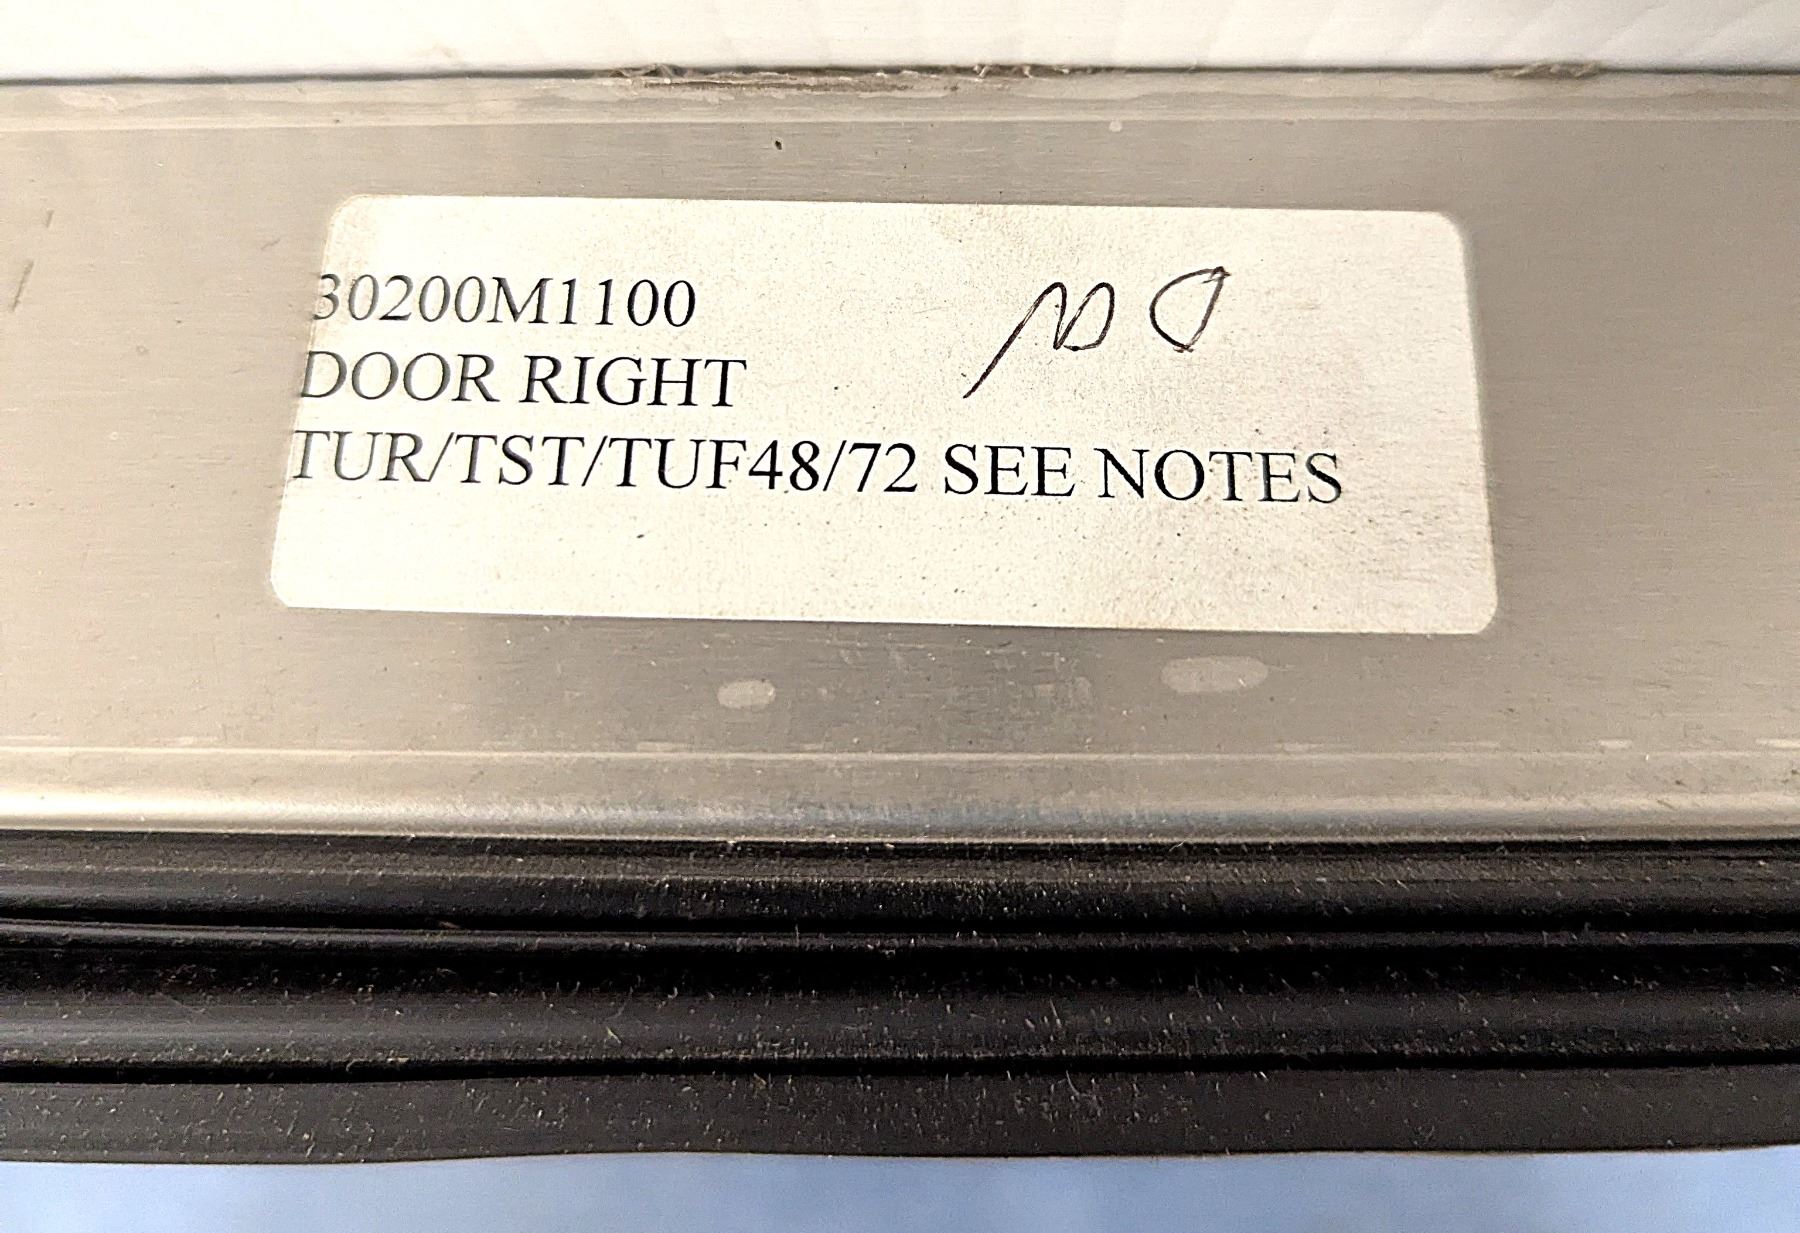 30200M1100
DOOR RIGHT
TUR/TST/TUF48/72 SEE NOTES